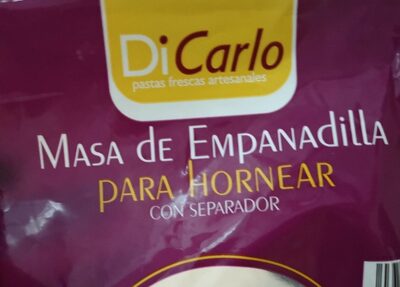 DiCarlo
pastas frescas artesanales
MASA DE EMPANADILLA
PARA HORNEAR
CON SEPARADOR